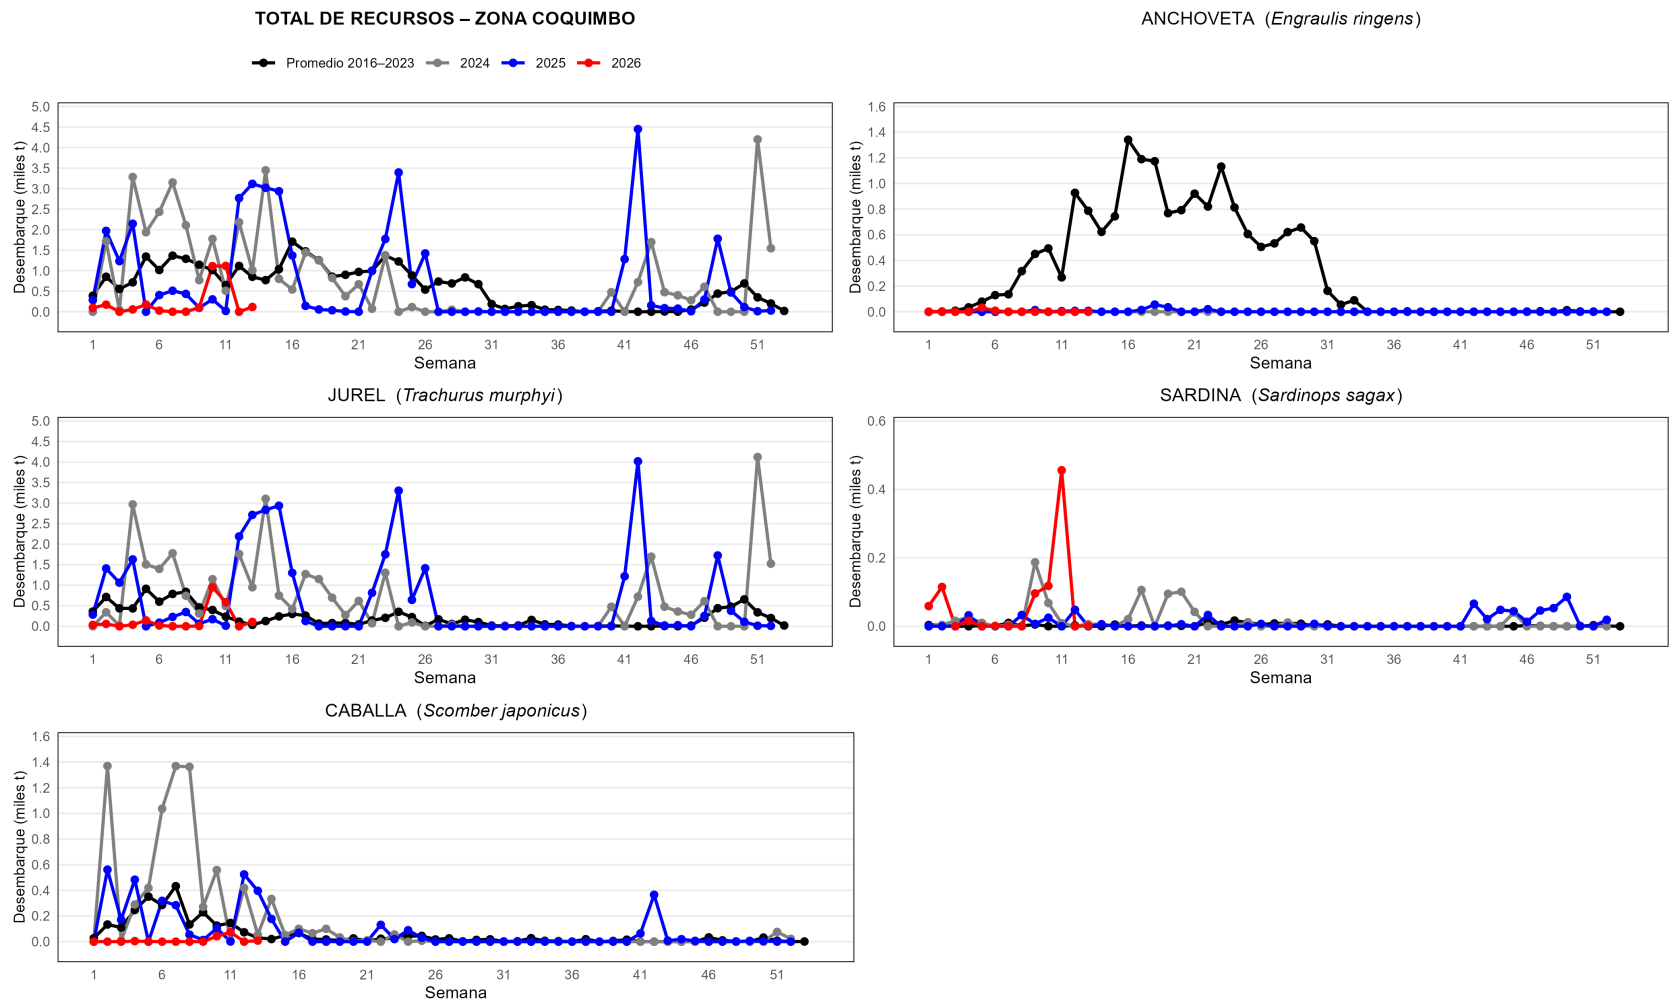 TOTAL DE RECURSOS – ZONA COQUIMBO
Promedio 2016–2023 2024 2025 2026
Desembarque (miles t)
5.0
4.5
4.0
3.5
3.0
2.5
2.0
1.5
1.0
0.5
0.0
1 6 11 16 21 26 31 36 41 46 51
Semana
ANCHOVETA (Engraulis ringens)
Desembarque (miles t)
1.6
1.4
1.2
1.0
0.8
0.6
0.4
0.2
0.0
1 6 11 16 21 26 31 36 41 46 51
Semana
JUREL (Trachurus murphyi)
Desembarque (miles t)
5.0
4.5
4.0
3.5
3.0
2.5
2.0
1.5
1.0
0.5
0.0
1 6 11 16 21 26 31 36 41 46 51
Semana
SARDINA (Sardinops sagax)
Desembarque (miles t)
0.6
0.4
0.2
0.0
1 6 11 16 21 26 31 36 41 46 51
Semana
CABALLA (Scomber japonicus)
Desembarque (miles t)
1.6
1.4
1.2
1.0
0.8
0.6
0.4
0.2
0.0
1 6 11 16 21 26 31 36 41 46 51
Semana